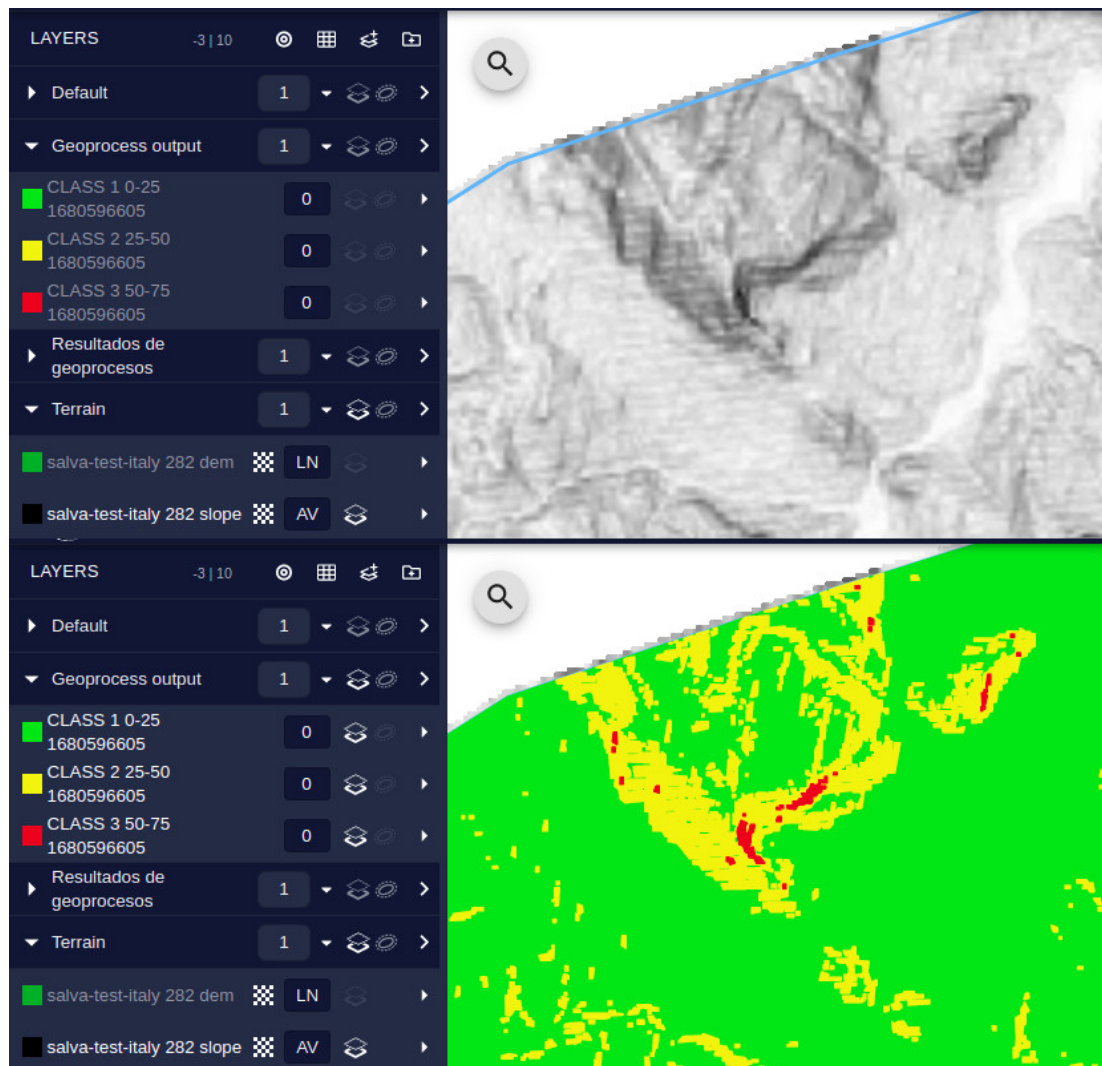 LAYERS -3 | 10
Default 1
Geoprocess output 1
CLASS 1 0-25
1680596605
0
CLASS 2 25-50
1680596605
0
CLASS 3 50-75
1680596605
0
Resultados de
geoprocesos
1
Terrain 1
salva-test-italy 282 dem LN
salva-test-italy 282 slope AV
LAYERS -3 | 10
Default 1
Geoprocess output 1
CLASS 1 0-25
1680596605
0
CLASS 2 25-50
1680596605
0
CLASS 3 50-75
1680596605
0
Resultados de
geoprocesos
1
Terrain 1
salva-test-italy 282 dem LN
salva-test-italy 282 slope AV